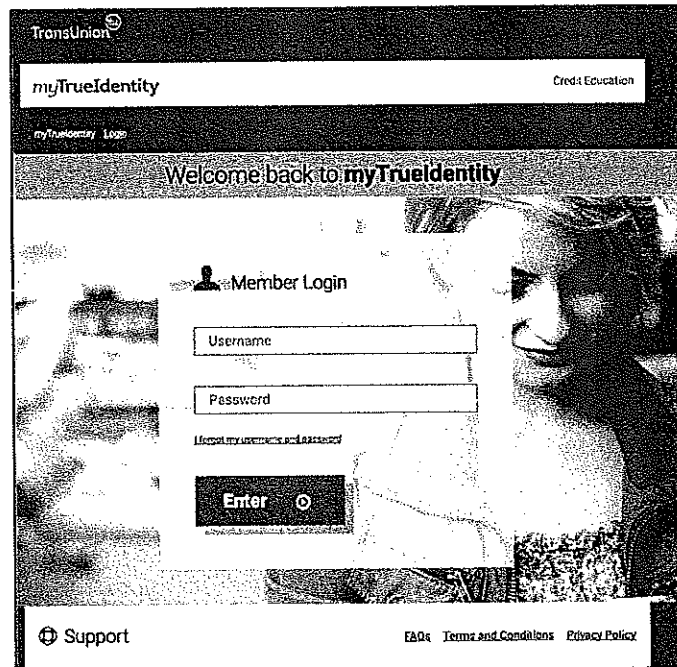 TransUnion
tu
myTrueIdentity
Credit Education
myTrueIdentity Login
Welcome back to myTrueIdentity
Member Login
Username
Password
I forgot my username and password
Enter
Support
FAQs Terms and Conditions Privacy Policy